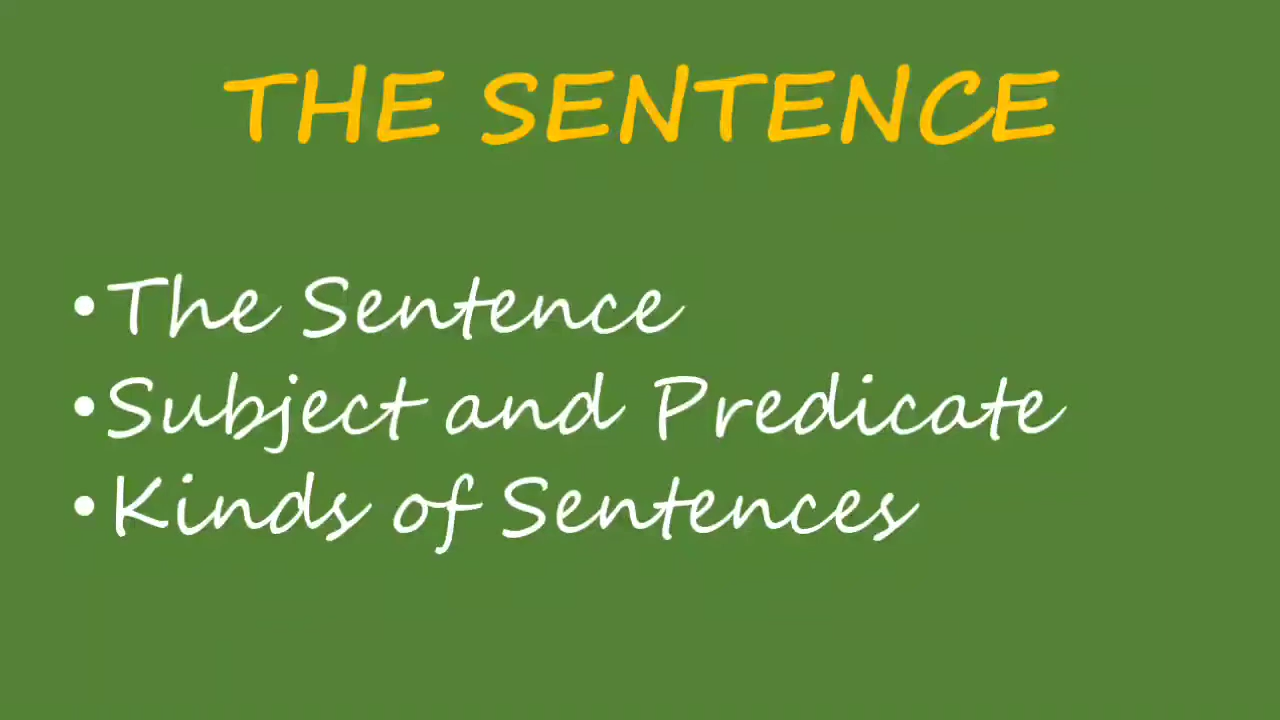 THE SENTENCE
•The Sentence
•Subject and Predicate
•Kinds of Sentences